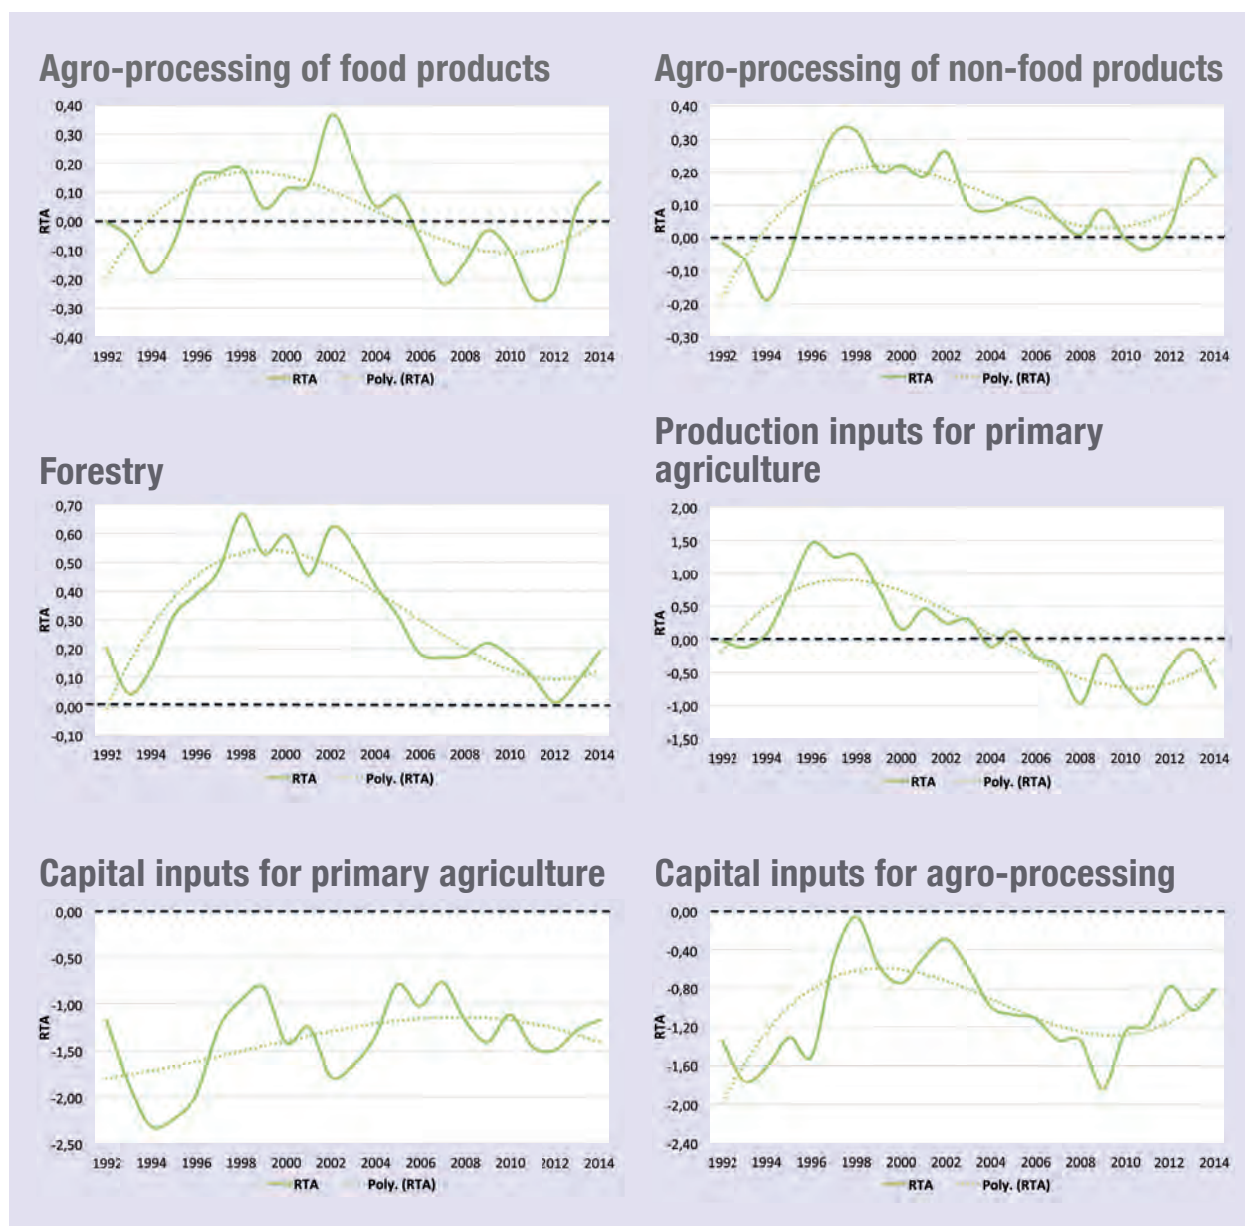 Agro-processing of food products
0,40
0,30
0,20
0,10
0,00
-0,10
-0,20
-0,30
-0,40
RTA
1992 1994 1996 1998 2000 2002 2004 2006 2008 2010 2012 2014
RTA Poly. (RTA)
Agro-processing of non-food products
0,40
0,30
0,20
0,10
0,00
-0,10
-0,20
-0,30
RTA
1992 1994 1996 1998 2000 2002 2004 2006 2008 2010 2012 2014
RTA Poly. (RTA)
Forestry
0,70
0,60
0,50
0,40
0,30
0,20
0,10
0,00
-0,10
RTA
1992 1994 1996 1998 2000 2002 2004 2006 2008 2010 2012 2014
RTA Poly. (RTA)
Production inputs for primary
agriculture
2,00
1,50
1,00
0,50
0,00
-0,50
-1,00
-1,50
RTA
1992 1994 1996 1998 2000 2002 2004 2006 2008 2010 2012 2014
RTA Poly. (RTA)
Capital inputs for primary agriculture
0,00
-0,50
-1,00
-1,50
-2,00
-2,50
RTA
1992 1994 1996 1998 2000 2002 2004 2006 2008 2010 2012 2014
RTA Poly. (RTA)
Capital inputs for agro-processing
0,00
-0,40
-0,80
-1,20
-1,60
-2,00
-2,40
RTA
1992 1994 1996 1998 2000 2002 2004 2006 2008 2010 2012 2014
RTA Poly. (RTA)